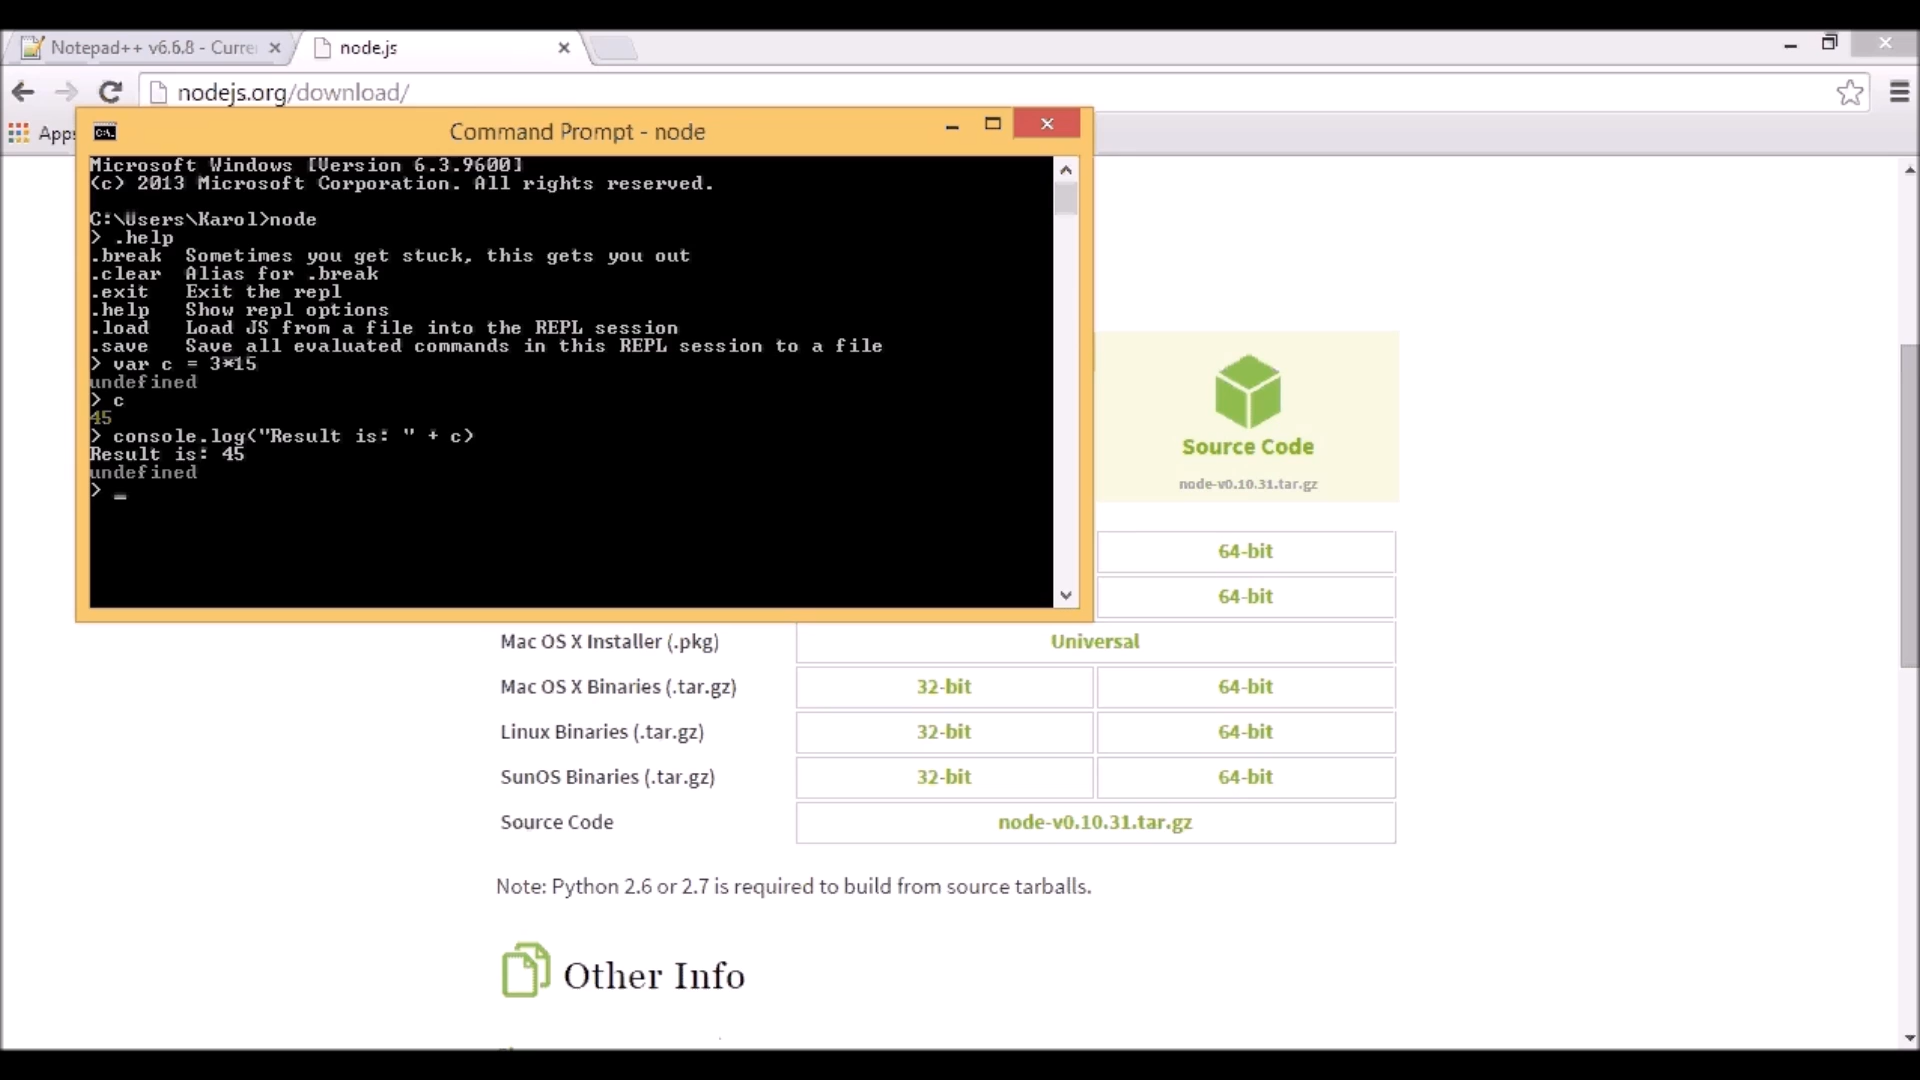 Notepad++ v6.6.8 - Curre
node.js
nodejs.org/download/
Apps
Command Prompt - node
Microsoft Windows [Version 6.3.9600]
(c) 2013 Microsoft Corporation. All rights reserved.
C:\Users\Karol>node
> .help
.break  Sometimes you get stuck, this gets you out
.clear  Alias for .break
.exit   Exit the repl
.help   Show repl options
.load   Load JS from a file into the REPL session
.save   Save all evaluated commands in this REPL session to a file
> var c = 3*15
undefined
> c
45
> console.log("Result is: " + c)
Result is: 45
undefined
> _
Source Code
node-v0.10.31.tar.gz
64-bit
64-bit
Mac OS X Installer (.pkg) Universal
Mac OS X Binaries (.tar.gz) 32-bit 64-bit
Linux Binaries (.tar.gz) 32-bit 64-bit
SunOS Binaries (.tar.gz) 32-bit 64-bit
Source Code node-v0.10.31.tar.gz
Note: Python 2.6 or 2.7 is required to build from source tarballs.
Other Info